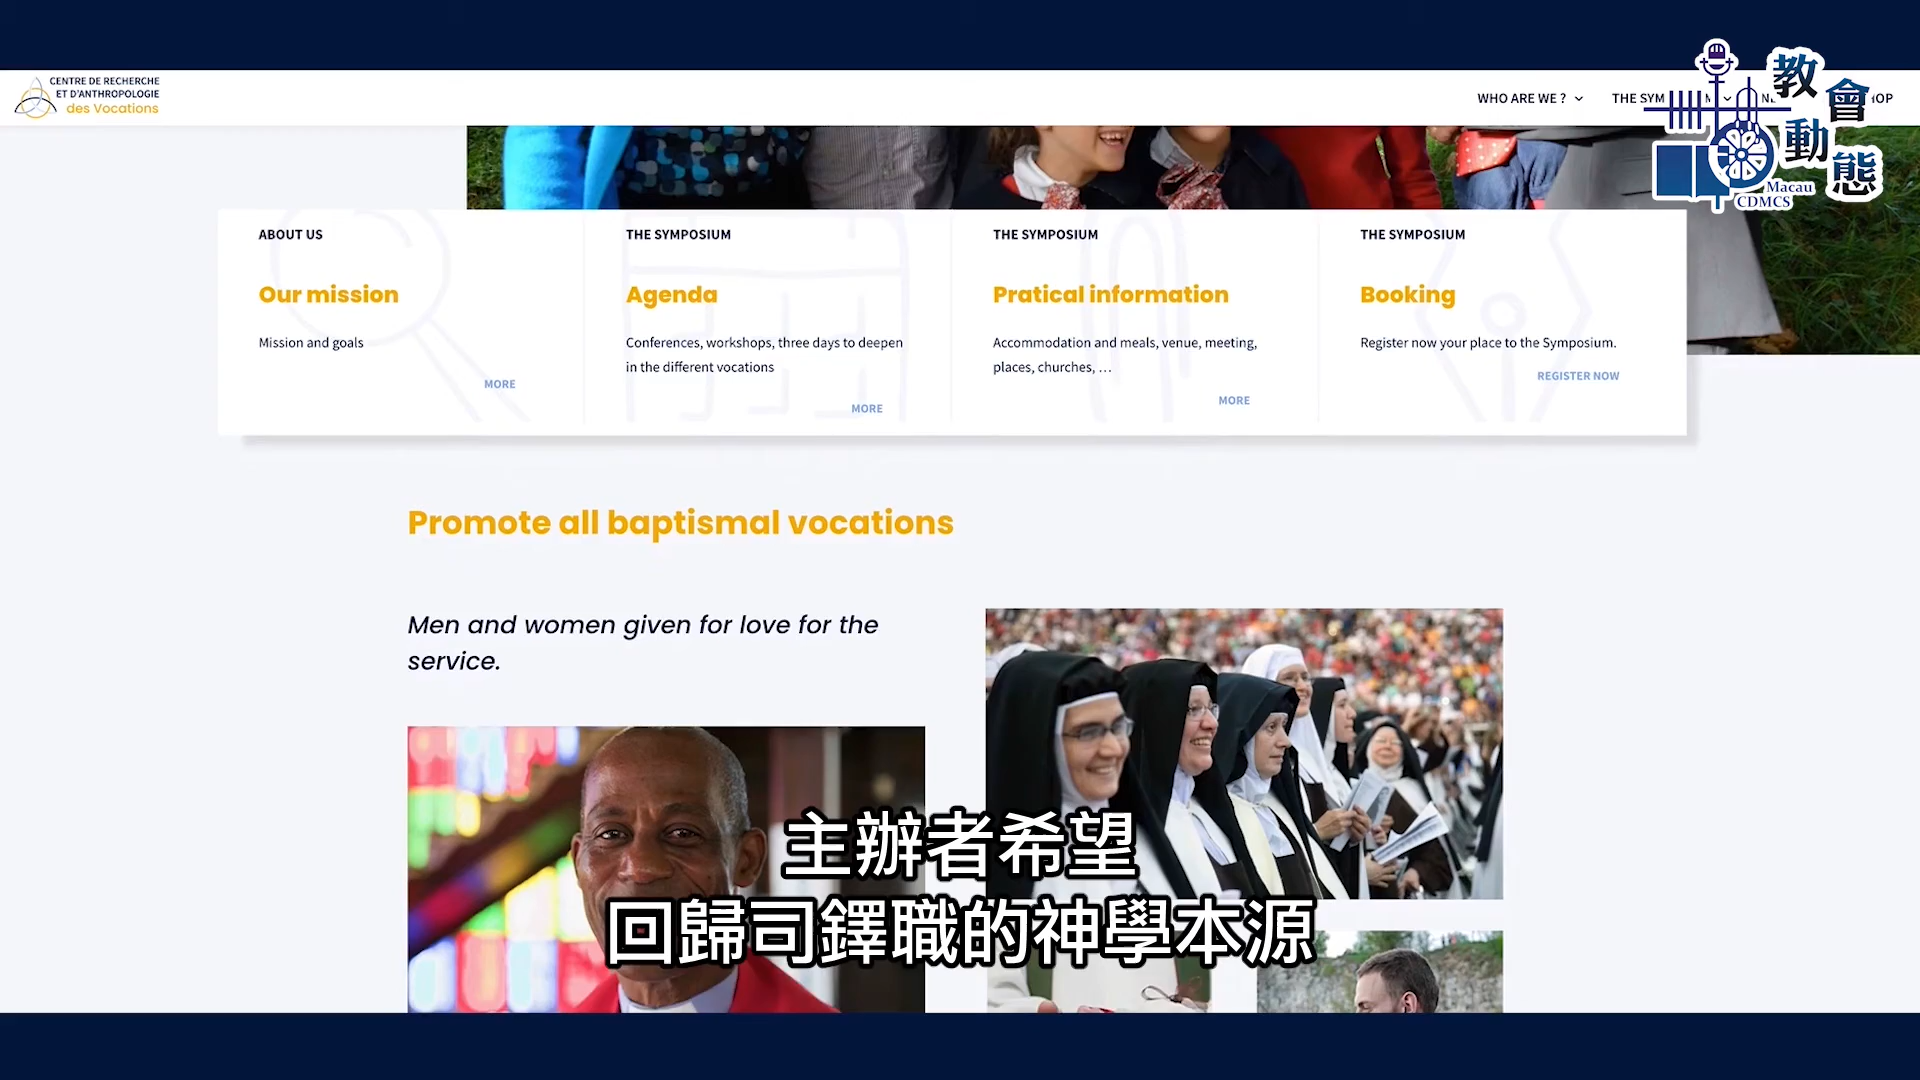 CENTRE DE RECHERCHE
ET D'ANTHROPOLOGIE
des Vocations
WHO ARE WE ?
THE SYM
教會動態
Macau
CDMCS
ABOUT US
Our mission
Mission and goals
MORE
THE SYMPOSIUM
Agenda
Conferences, workshops, three days to deepen
in the different vocations
MORE
THE SYMPOSIUM
Pratical information
Accommodation and meals, venue, meeting,
places, churches, ...
MORE
THE SYMPOSIUM
Booking
Register now your place to the Symposium.
REGISTER NOW
Promote all baptismal vocations
Men and women given for love for the
service.
主辦者希望
回歸司鐸職的神學本源